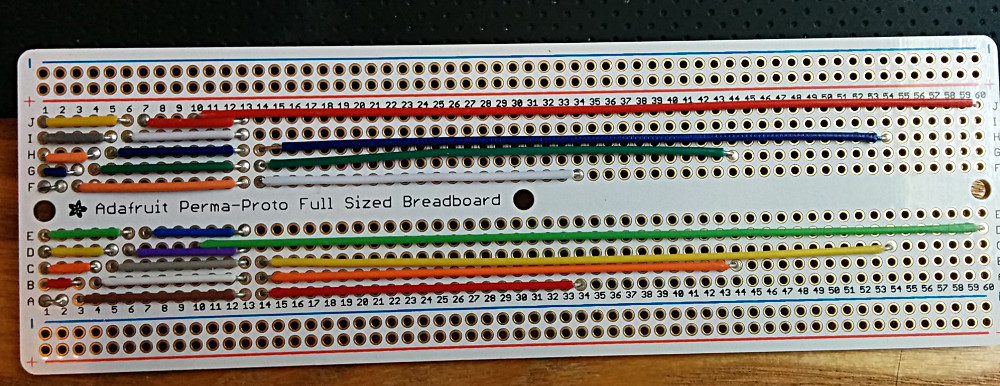 +
1 2 3 4 5 6 7 8 9 10 11 12 13 14 15 16 17 18 19 20 21 22 23 24 25 26 27 28 29 30 31 32 33 34 35 36 37 38 39 40 41 42 43 44 45 46 47 48 49 50 51 52 53 54 55 56 57 58 59 60
J
I
H
G
F
Adafruit Perma-Proto Full Sized Breadboard
E
D
C
B
A
1 2 3 4 5 6 7 8 9 10 11 12 13 14 15 16 17 18 19 20 21 22 23 24 25 26 27 28 29 30 31 32 33 34 35 36 37 38 39 40 41 42 43 44 45 46 47 48 49 50 51 52 53 54 55 56 57 58 59 60
+